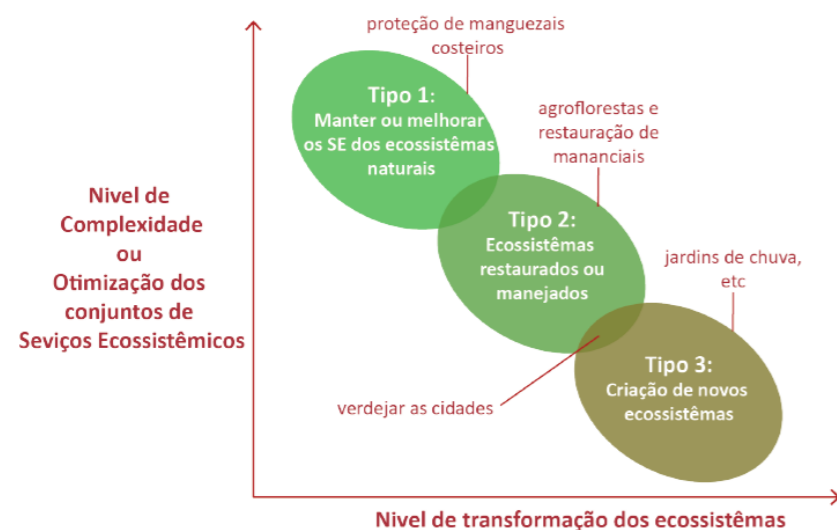 proteção de manguezais
costeiros
Tipo 1:
Manter ou melhorar
os SE dos ecossistêmas
naturais
agroflorestas e
restauração de
mananciais
Nivel de
Complexidade
ou
Otimização dos
conjuntos de
Seviços Ecossistêmicos
Tipo 2:
Ecossistêmas
restaurados ou
manejados
jardins de chuva,
etc
Tipo 3:
Criação de novos
ecossistêmas
verdejar as cidades
Nivel de transformação dos ecossistêmas